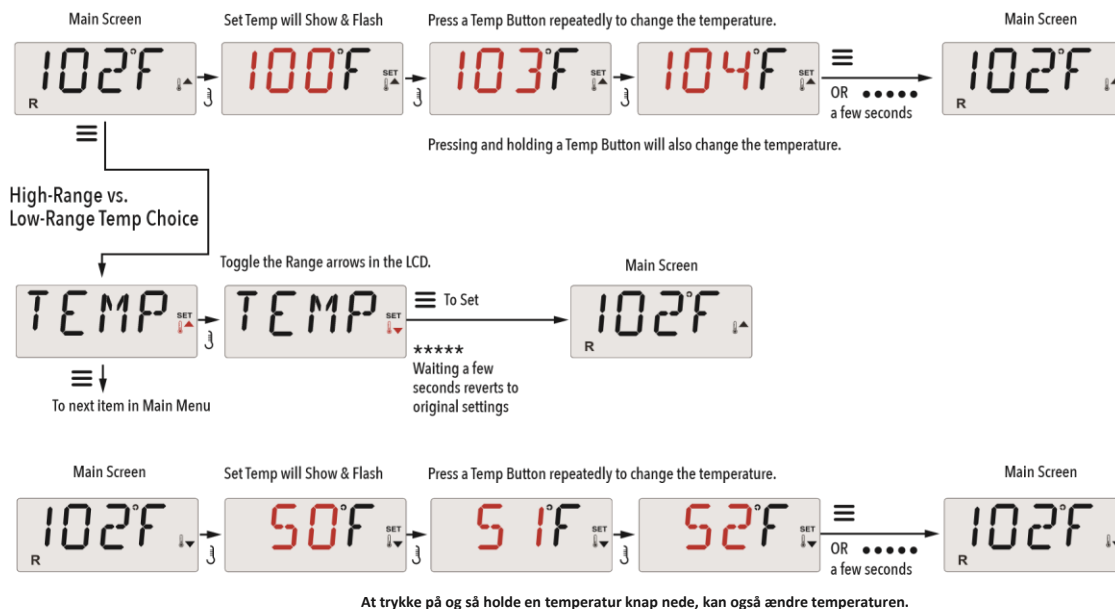 Main Screen
Set Temp will Show & Flash
Press a Temp Button repeatedly to change the temperature.
Main Screen
102°F
R
100°F
SET
103°F
SET
104°F
SET
OR •••••
a few seconds
102°F
R
Pressing and holding a Temp Button will also change the temperature.
High-Range vs.
Low-Range Temp Choice
Toggle the Range arrows in the LCD.
Main Screen
TEMP
SET
TEMP
SET
To Set
*****
Waiting a few
seconds reverts to
original settings
102°F
R
To next item in Main Menu
Main Screen
Set Temp will Show & Flash
Press a Temp Button repeatedly to change the temperature.
Main Screen
102°F
R
50°F
SET
51°F
SET
52°F
SET
OR •••••
a few seconds
102°F
R
At trykke på og så holde en temperatur knap nede, kan også ændre temperaturen.